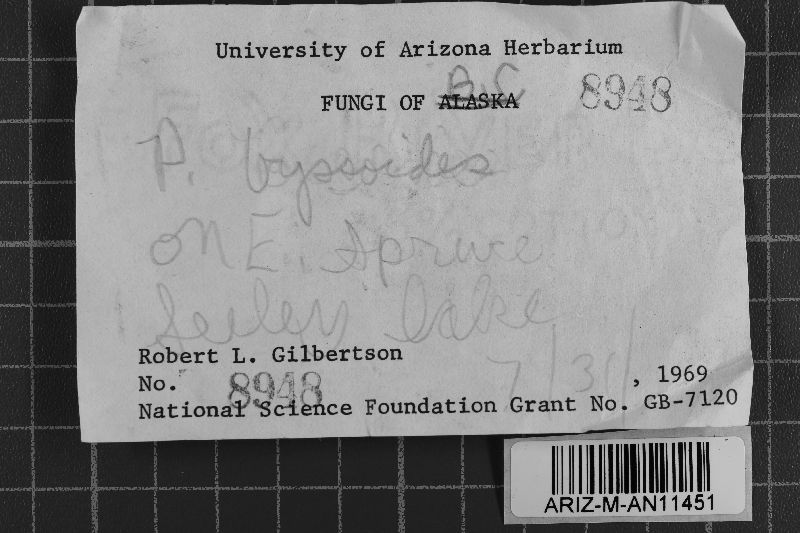 University of Arizona Herbarium
B.C
FUNGI OF ALASKA 8948
P. byssoides
on E. Spruce
Seeley lake
Robert L. Gilbertson
No. 8948 7/31/, 1969
National Science Foundation Grant No. GB-7120
ARIZ-M-AN11451